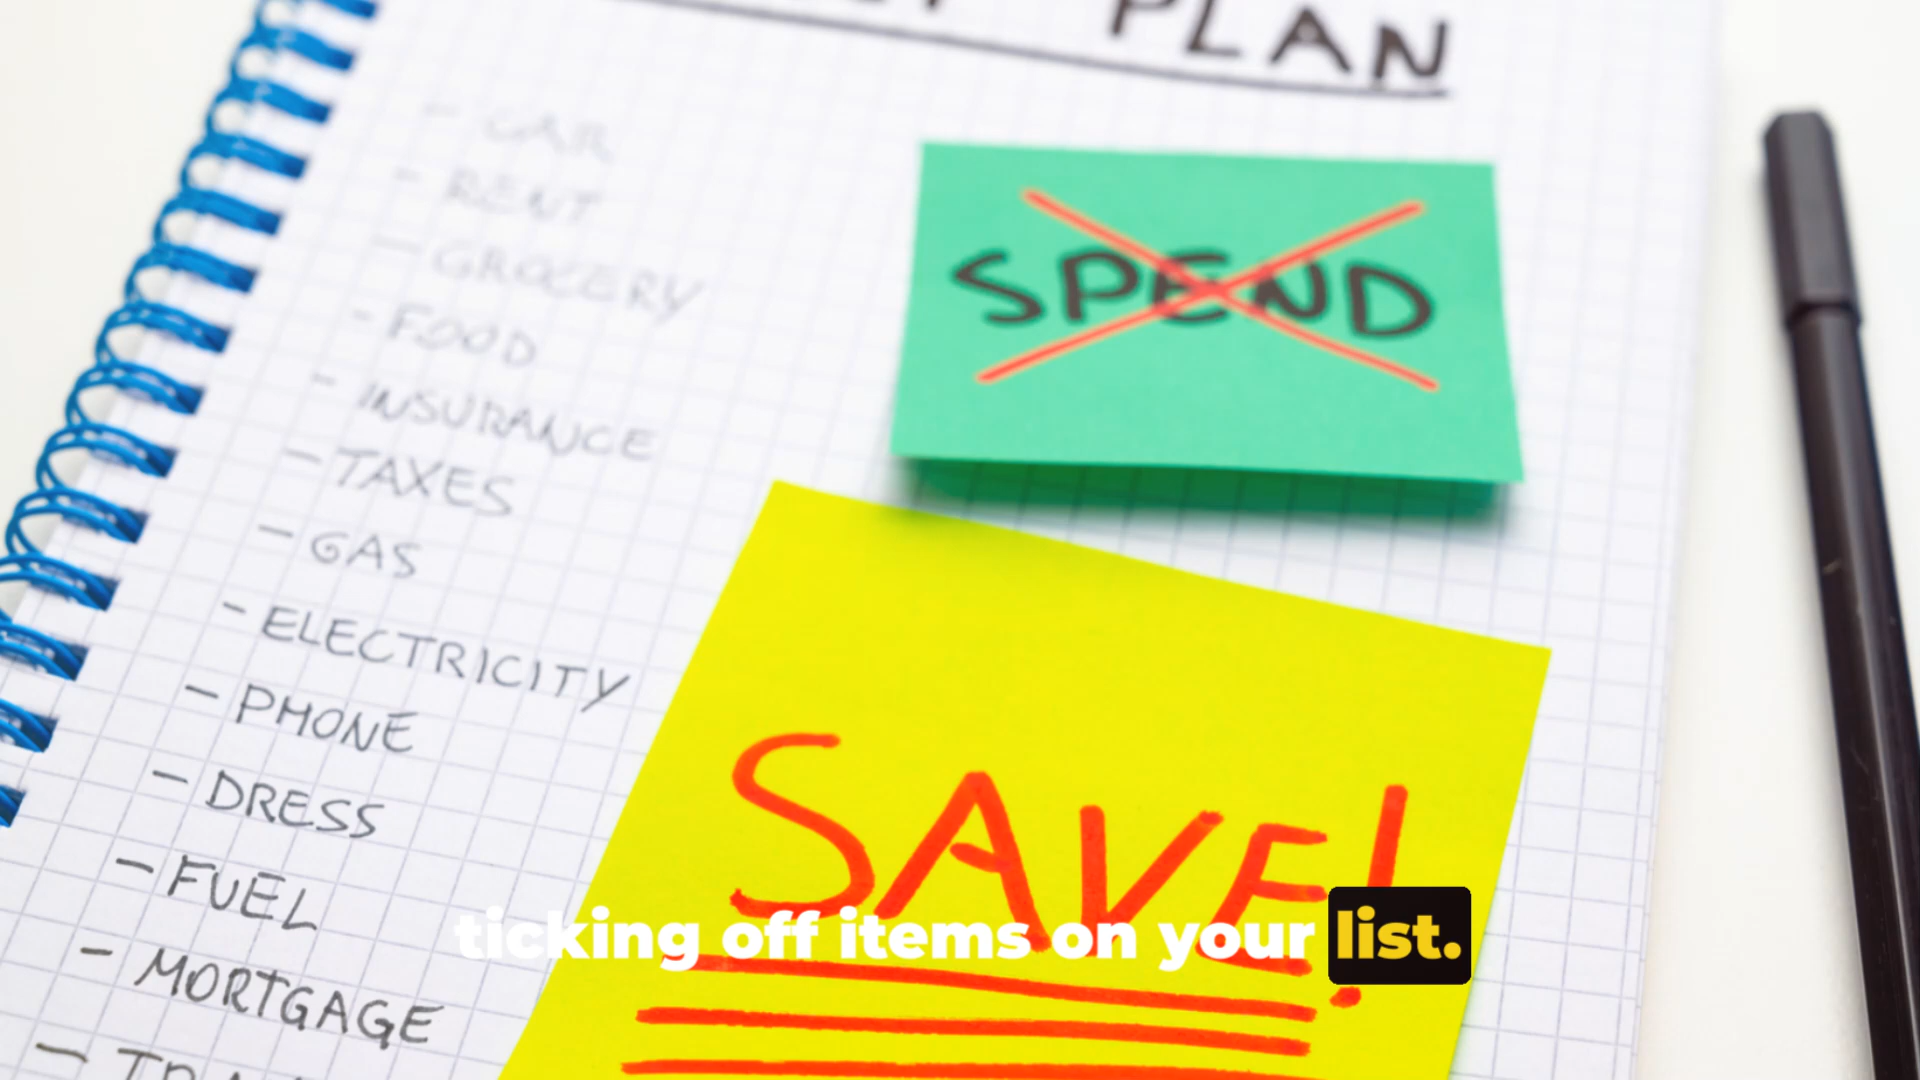 PLAN
- CAR
- RENT
- GROCERY
- FOOD
- INSURANCE
- TAXES
- GAS
- ELECTRICITY
- PHONE
- DRESS
- FUEL
- MORTGAGE
SPEND
SAVE!
ticking off items on your list.